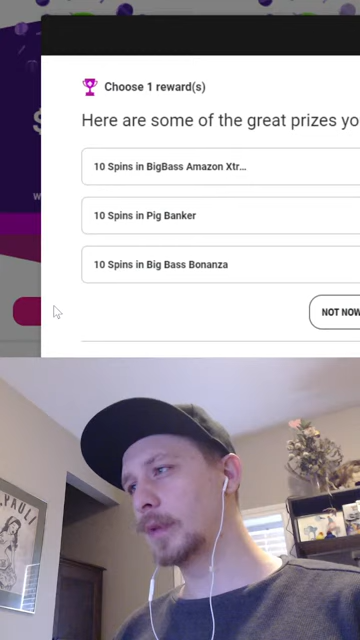 Choose 1 reward(s)
Here are some of the great prizes yo
10 Spins in BigBass Amazon Xtr...
10 Spins in Pig Banker
10 Spins in Big Bass Bonanza
NOT NOW